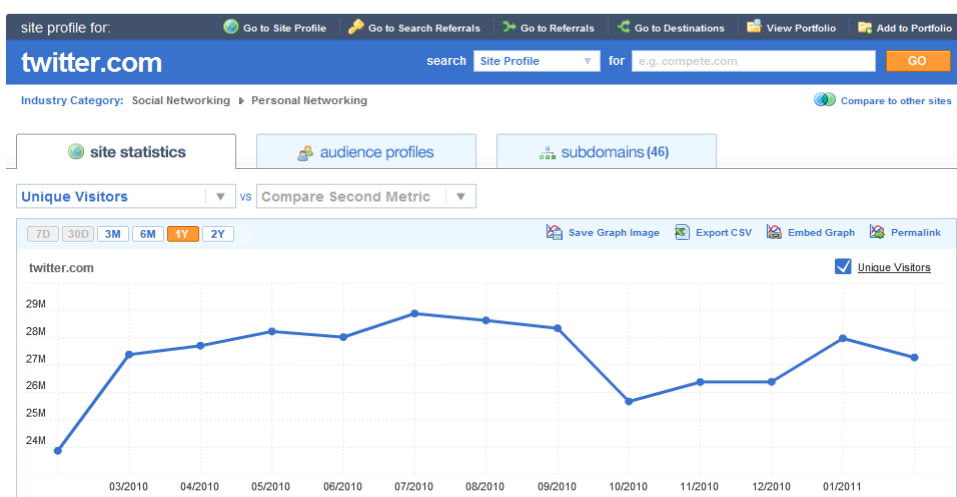 site profile for: Go to Site Profile Go to Search Referrals Go to Referrals Go to Destinations View Portfolio Add to Portfolio
twitter.com search Site Profile for e.g. compete.com GO
Industry Category: Social Networking Personal Networking Compare to other sites
site statistics audience profiles subdomains (46)
Unique Visitors vs Compare Second Metric
7D 30D 3M 6M 1Y 2Y Save Graph Image Export CSV Embed Graph Permalink
twitter.com Unique Visitors
29M
28M
27M
26M
25M
24M
03/2010 04/2010 05/2010 06/2010 07/2010 08/2010 09/2010 10/2010 11/2010 12/2010 01/2011